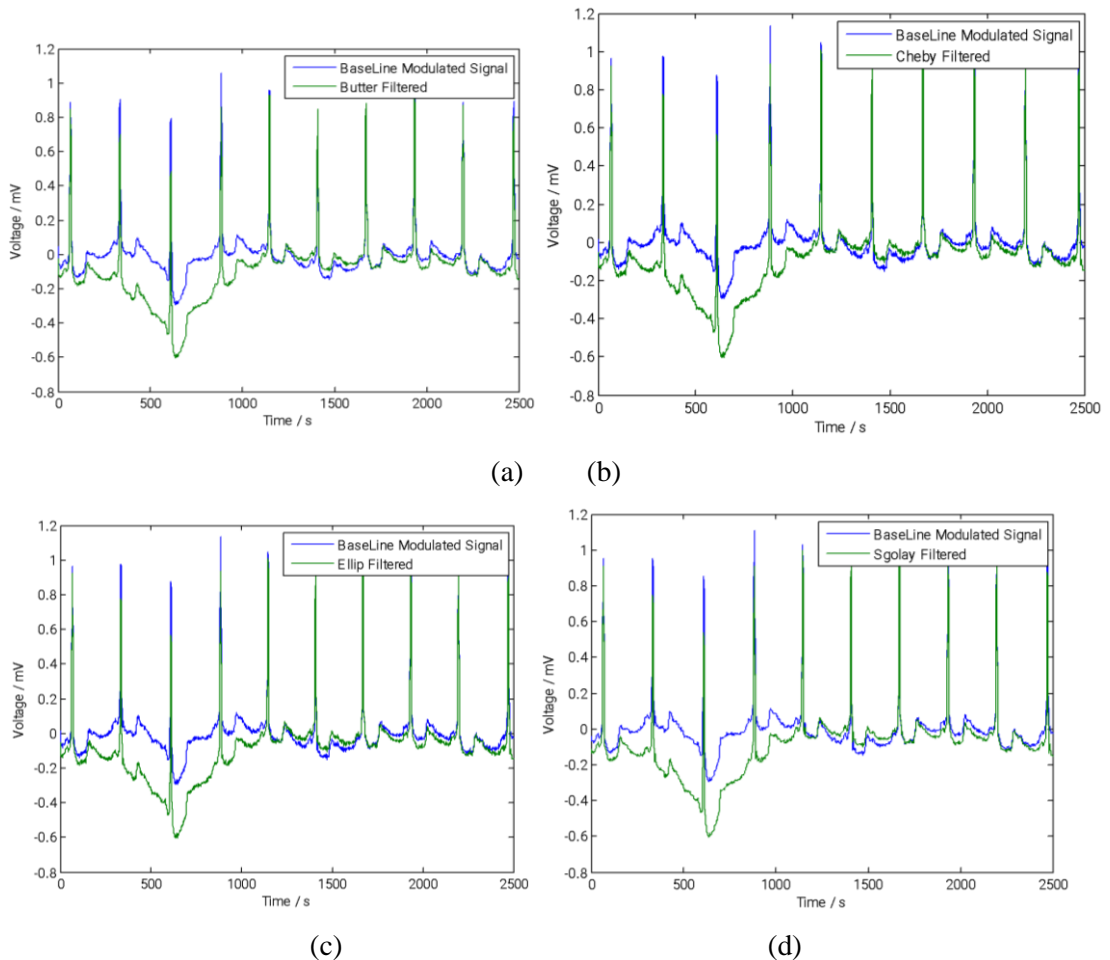 BaseLine Modulated Signal
Butter Filtered
1.2
1
0.8
0.6
0.4
0.2
0
-0.2
-0.4
-0.6
-0.8
Voltage / mV
0 500 1000 1500 2000 2500
Time / s
BaseLine Modulated Signal
Cheby Filtered
1.2
1
0.8
0.6
0.4
0.2
0
-0.2
-0.4
-0.6
-0.8
Voltage / mV
0 500 1000 1500 2000 2500
Time / s
(a) (b)
BaseLine Modulated Signal
Ellip Filtered
1.2
1
0.8
0.6
0.4
0.2
0
-0.2
-0.4
-0.6
-0.8
Voltage / mV
0 500 1000 1500 2000 2500
Time / s
BaseLine Modulated Signal
Sgolay Filtered
1.2
1
0.8
0.6
0.4
0.2
0
-0.2
-0.4
-0.6
-0.8
Voltage / mV
0 500 1000 1500 2000 2500
Time / s
(c) (d)